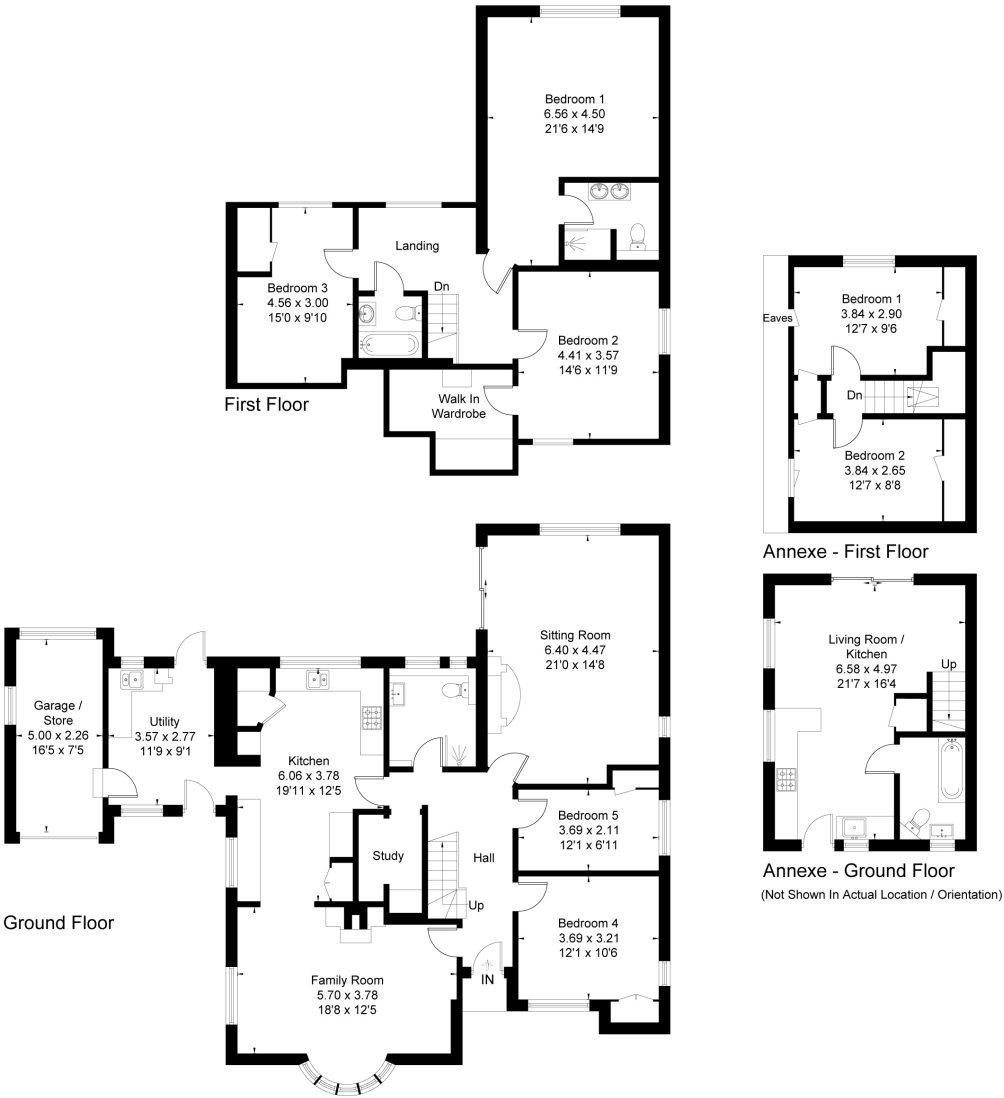 Bedroom 1
6.56 x 4.50
21'6 x 14'9
Landing
Bedroom 3
4.56 x 3.00
15'0 x 9'10
Dn
Bedroom 2
4.41 x 3.57
14'6 x 11'9
Walk In
Wardrobe
First Floor
Eaves
Bedroom 1
3.84 x 2.90
12'7 x 9'6
Dn
Bedroom 2
3.84 x 2.65
12'7 x 8'8
Annexe - First Floor
Sitting Room
6.40 x 4.47
21'0 x 14'8
Garage /
Store
5.00 x 2.26
16'5 x 7'5
Utility
3.57 x 2.77
11'9 x 9'1
Kitchen
6.06 x 3.78
19'11 x 12'5
Study
Hall
Up
Bedroom 5
3.69 x 2.11
12'1 x 6'11
Bedroom 4
3.69 x 3.21
12'1 x 10'6
Family Room
5.70 x 3.78
18'8 x 12'5
IN
Ground Floor
Living Room /
Kitchen
6.58 x 4.97
21'7 x 16'4
Up
Annexe - Ground Floor
(Not Shown In Actual Location / Orientation)